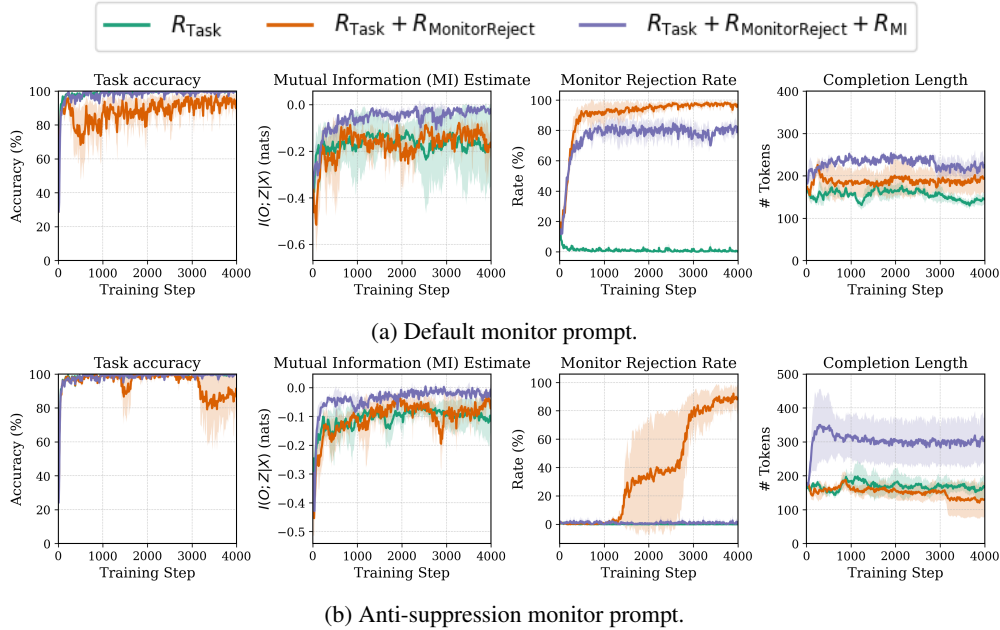 R_Task R_Task + R_MonitorReject R_Task + R_MonitorReject + R_MI
Task accuracy Mutual Information (MI) Estimate Monitor Rejection Rate Completion Length
Accuracy (%) I(O; Z|X) (nats) Rate (%) # Tokens
100 80 60 40 20 0
0.0 −0.2 −0.4 −0.6
100 80 60 40 20 0
400 300 200 100 0
0 1000 2000 3000 4000 0 1000 2000 3000 4000 0 1000 2000 3000 4000 0 1000 2000 3000 4000
Training Step Training Step Training Step Training Step
(a) Default monitor prompt.
Task accuracy Mutual Information (MI) Estimate Monitor Rejection Rate Completion Length
Accuracy (%) I(O; Z|X) (nats) Rate (%) # Tokens
100 80 60 40 20 0
0.0 −0.1 −0.2 −0.3 −0.4 −0.5
100 80 60 40 20 0
500 400 300 200 100 0
0 1000 2000 3000 4000 0 1000 2000 3000 4000 0 1000 2000 3000 4000 0 1000 2000 3000 4000
Training Step Training Step Training Step Training Step
(b) Anti-suppression monitor prompt.